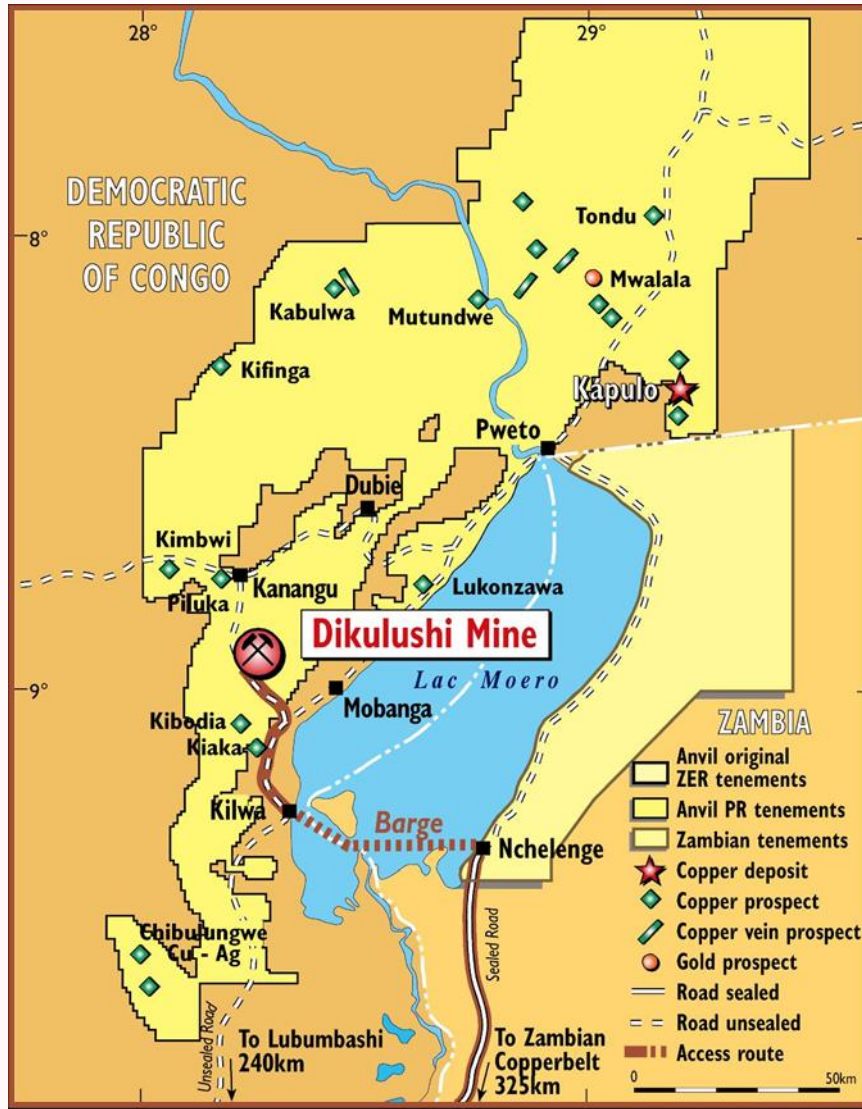 28°
29°
DEMOCRATIC
REPUBLIC
OF CONGO
8°
Tondu
Mwalala
Kabulwa
Mutundwe
Kifinga
Kápulo
Pweto
Dubie
Kimbwi
Kanangu
Piluka
Lukonzawa
Dikulushi Mine
Lac Moero
9°
Mobanga
Kibodia
Kiaka
Kilwa
Barge
Nchelenge
ZAMBIA
Anvil original
ZER tenements
Anvil PR tenements
Zambian tenements
Copper deposit
Copper prospect
Copper vein prospect
Gold prospect
Road sealed
Road unsealed
Access route
0 50km
Chibulungwe
Cu - Ag
Unsealed Road
Sealed Road
To Lubumbashi
240km
To Zambian
Copperbelt
325km